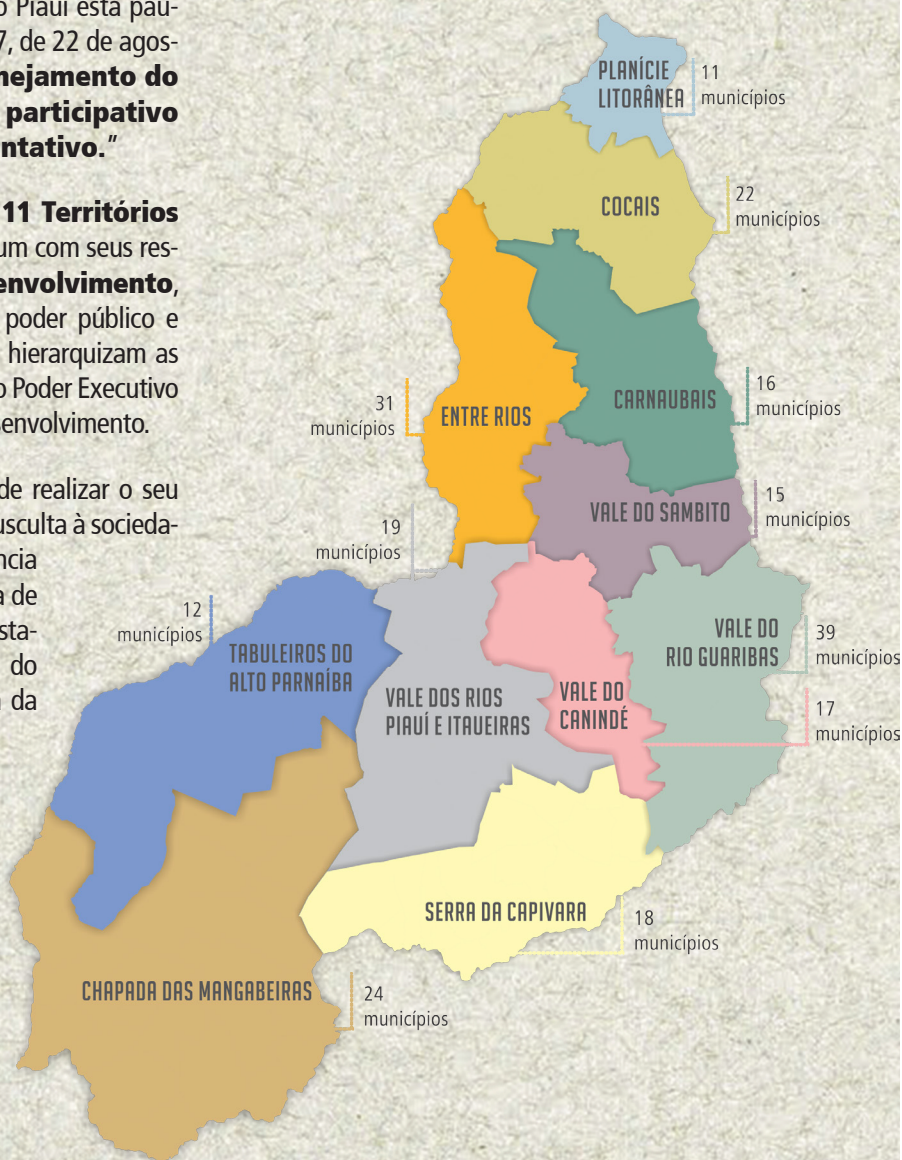 o Piauí está pau-
7, de 22 de agos-
nejamento do
participativo
ntativo.”
11 Territórios
um com seus res-
envolvimento,
poder público e
hierarquizam as
o Poder Executivo
senvolvimento.
de realizar o seu
usculta à socieda-
ncia
a de
sta-
do
da
PLANÍCIE
LITORÂNEA
11
municípios
COCAIS
22
municípios
CARNAUBAIS
16
municípios
31
municípios
ENTRE RIOS
VALE DO SAMBITO
15
municípios
19
municípios
12
municípios
TABULEIROS DO
ALTO PARNAÍBA
VALE DOS RIOS
PIAUÍ E ITAUEIRAS
VALE DO
CANINDÉ
VALE DO
RIO GUARIBAS
39
municípios
17
municípios
SERRA DA CAPIVARA
18
municípios
CHAPADA DAS MANGABEIRAS
24
municípios